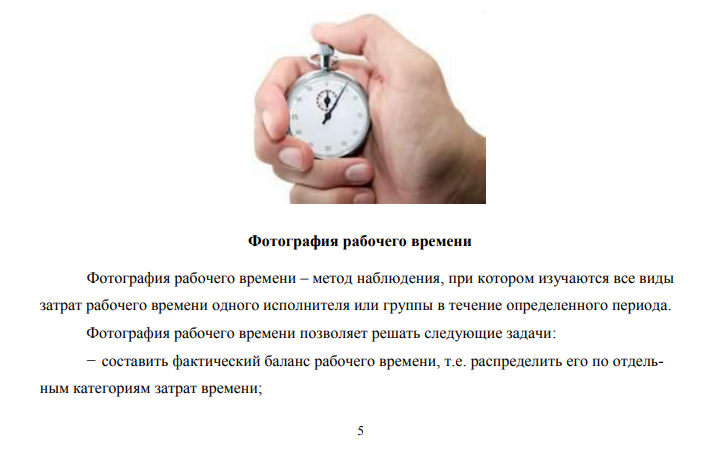 Фотография рабочего времени
Фотография рабочего времени – метод наблюдения, при котором изучаются все виды
затрат рабочего времени одного исполнителя или группы в течение определенного периода.
Фотография рабочего времени позволяет решать следующие задачи:
− составить фактический баланс рабочего времени, т.е. распределить его по отдель-
ным категориям затрат времени;
5